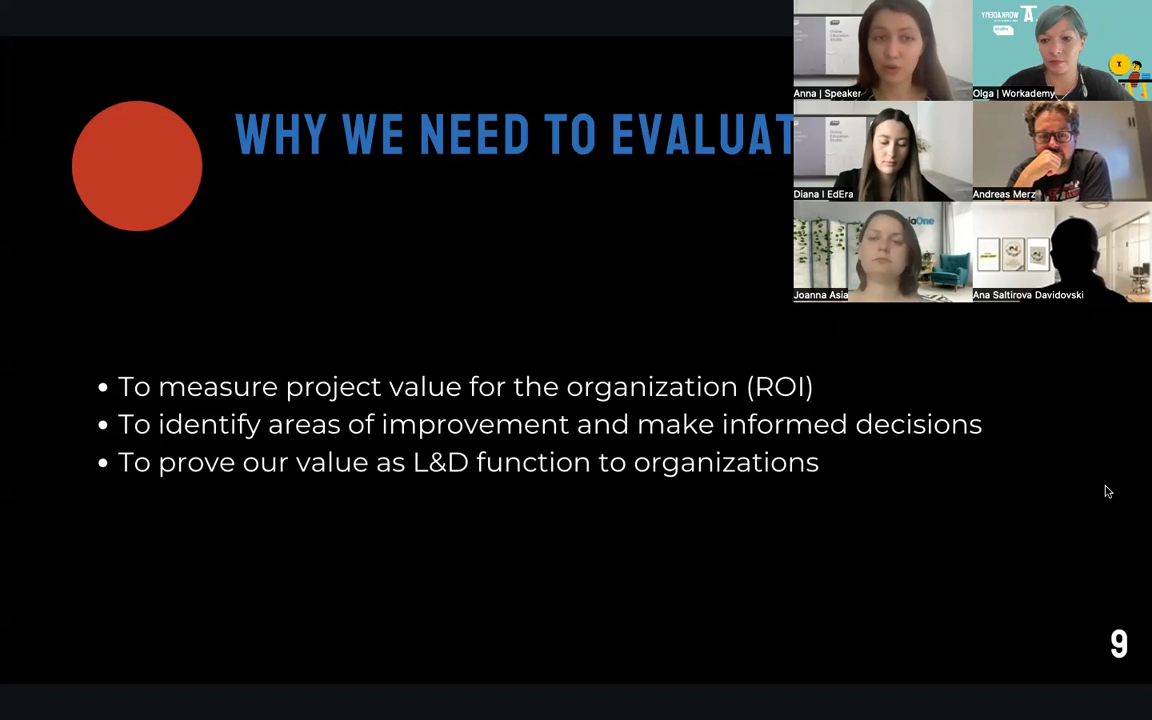 WHY WE NEED TO EVALUAT
• To measure project value for the organization (ROI)
• To identify areas of improvement and make informed decisions
• To prove our value as L&D function to organizations
9
Anna | Speaker
Olga | Workademy
Diana I EdEra
Andreas Merz
Joanna Asia
Ana Saltirova Davidovski
iaOne